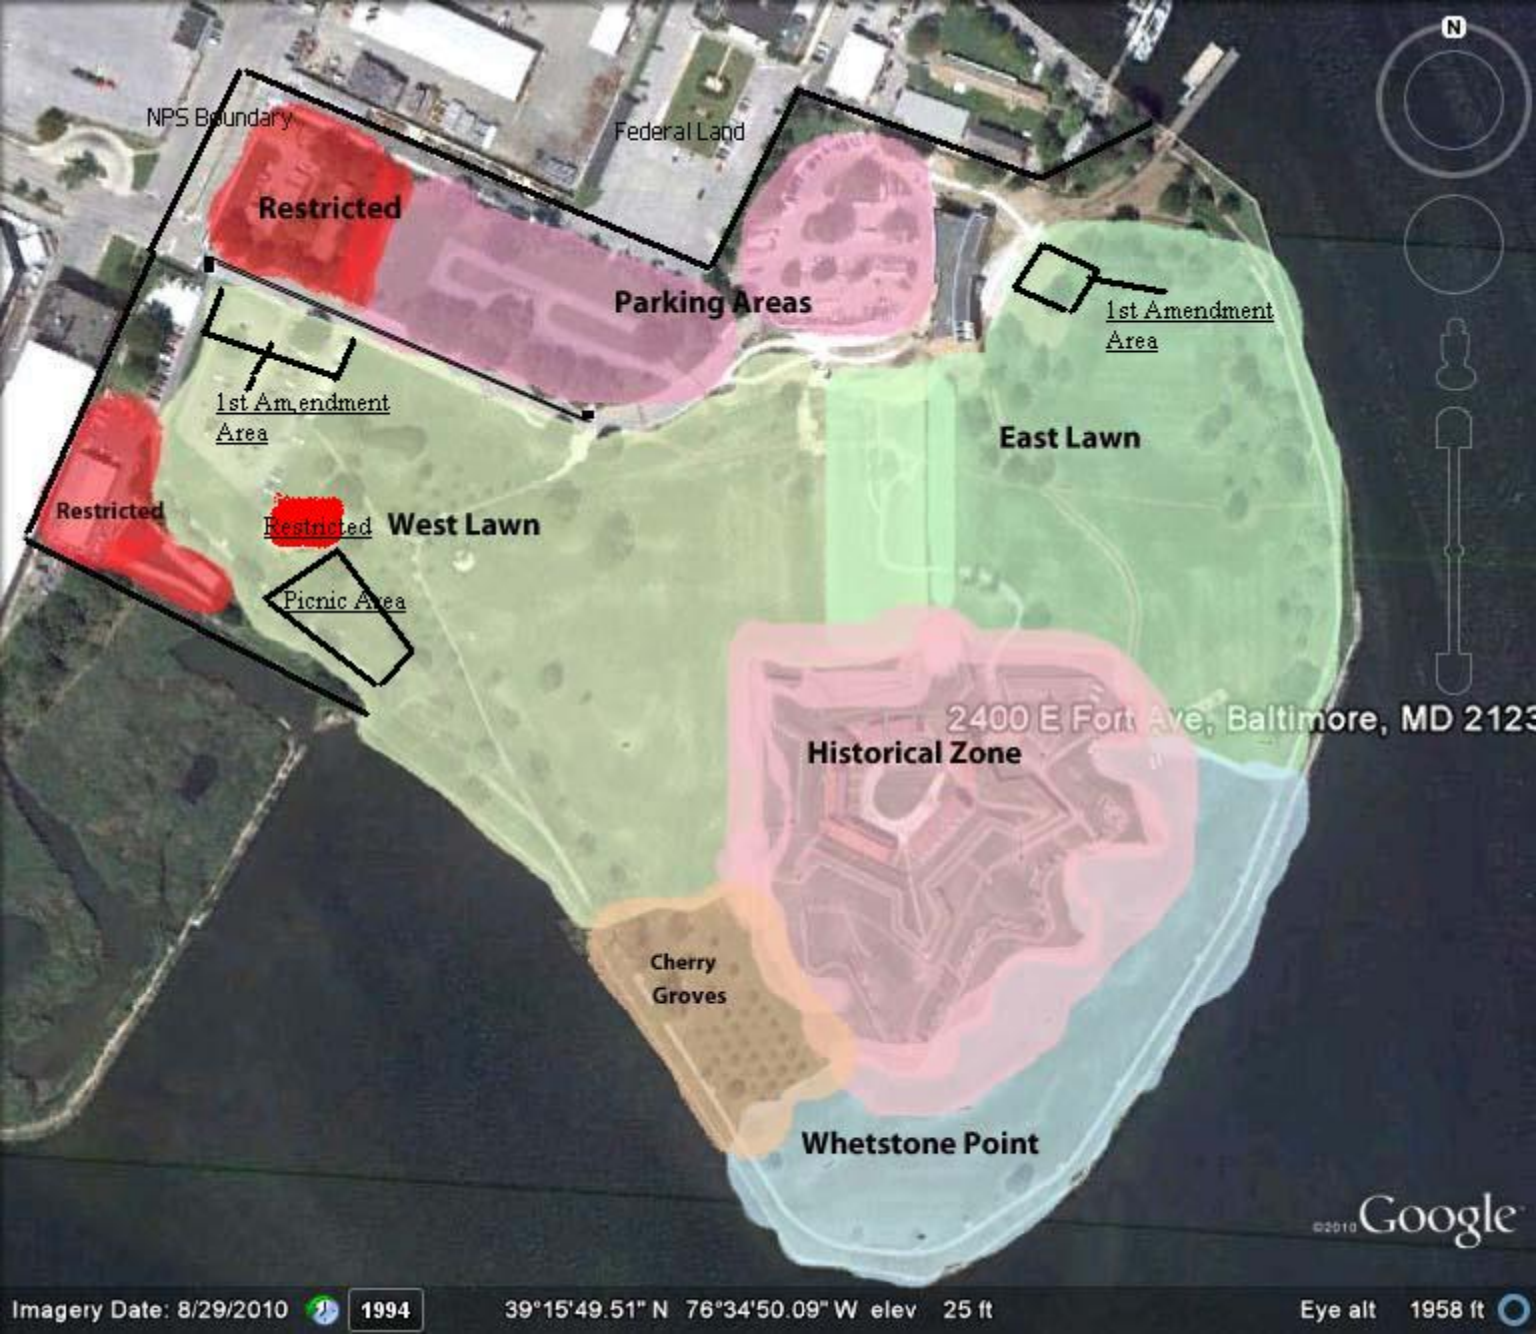 N
NPS Boundary
Federal Land
Restricted
Parking Areas
1st Amendment
Area
1st Am,endment
Area
East Lawn
Restricted
Restricted
West Lawn
Picnic Area
2400 E Fort Ave, Baltimore, MD 2123
Historical Zone
Cherry
Groves
Whetstone Point
©2010 Google
Imagery Date: 8/29/2010 1994 39°15'49.51" N 76°34'50.09" W elev 25 ft Eye alt 1958 ft